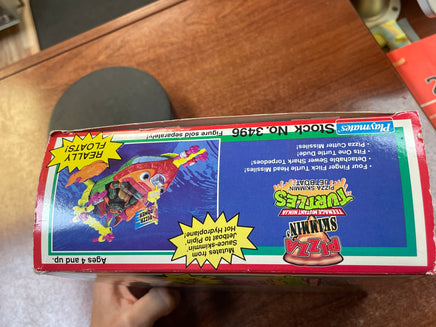 Playmates®
Stock No. 3496
Figure sold separately!
• Four Finger Flick Turtle Head Missiles!
• Detachable Sewer Shark Torpedoes!
• Fits One Turtle Dude!
• Pizza Cutter Missiles!
REALLY
FLOATS!
PIZZA
SKIMMIN'
TEENAGE MUTANT NINJA
TURTLES
PIZZA SKIMMIN'
JETBOAT
Mutates from
Sauce-skimmin'
Jetboat to Pipin'
Hot Hydroplane!
Ages 4 and up.